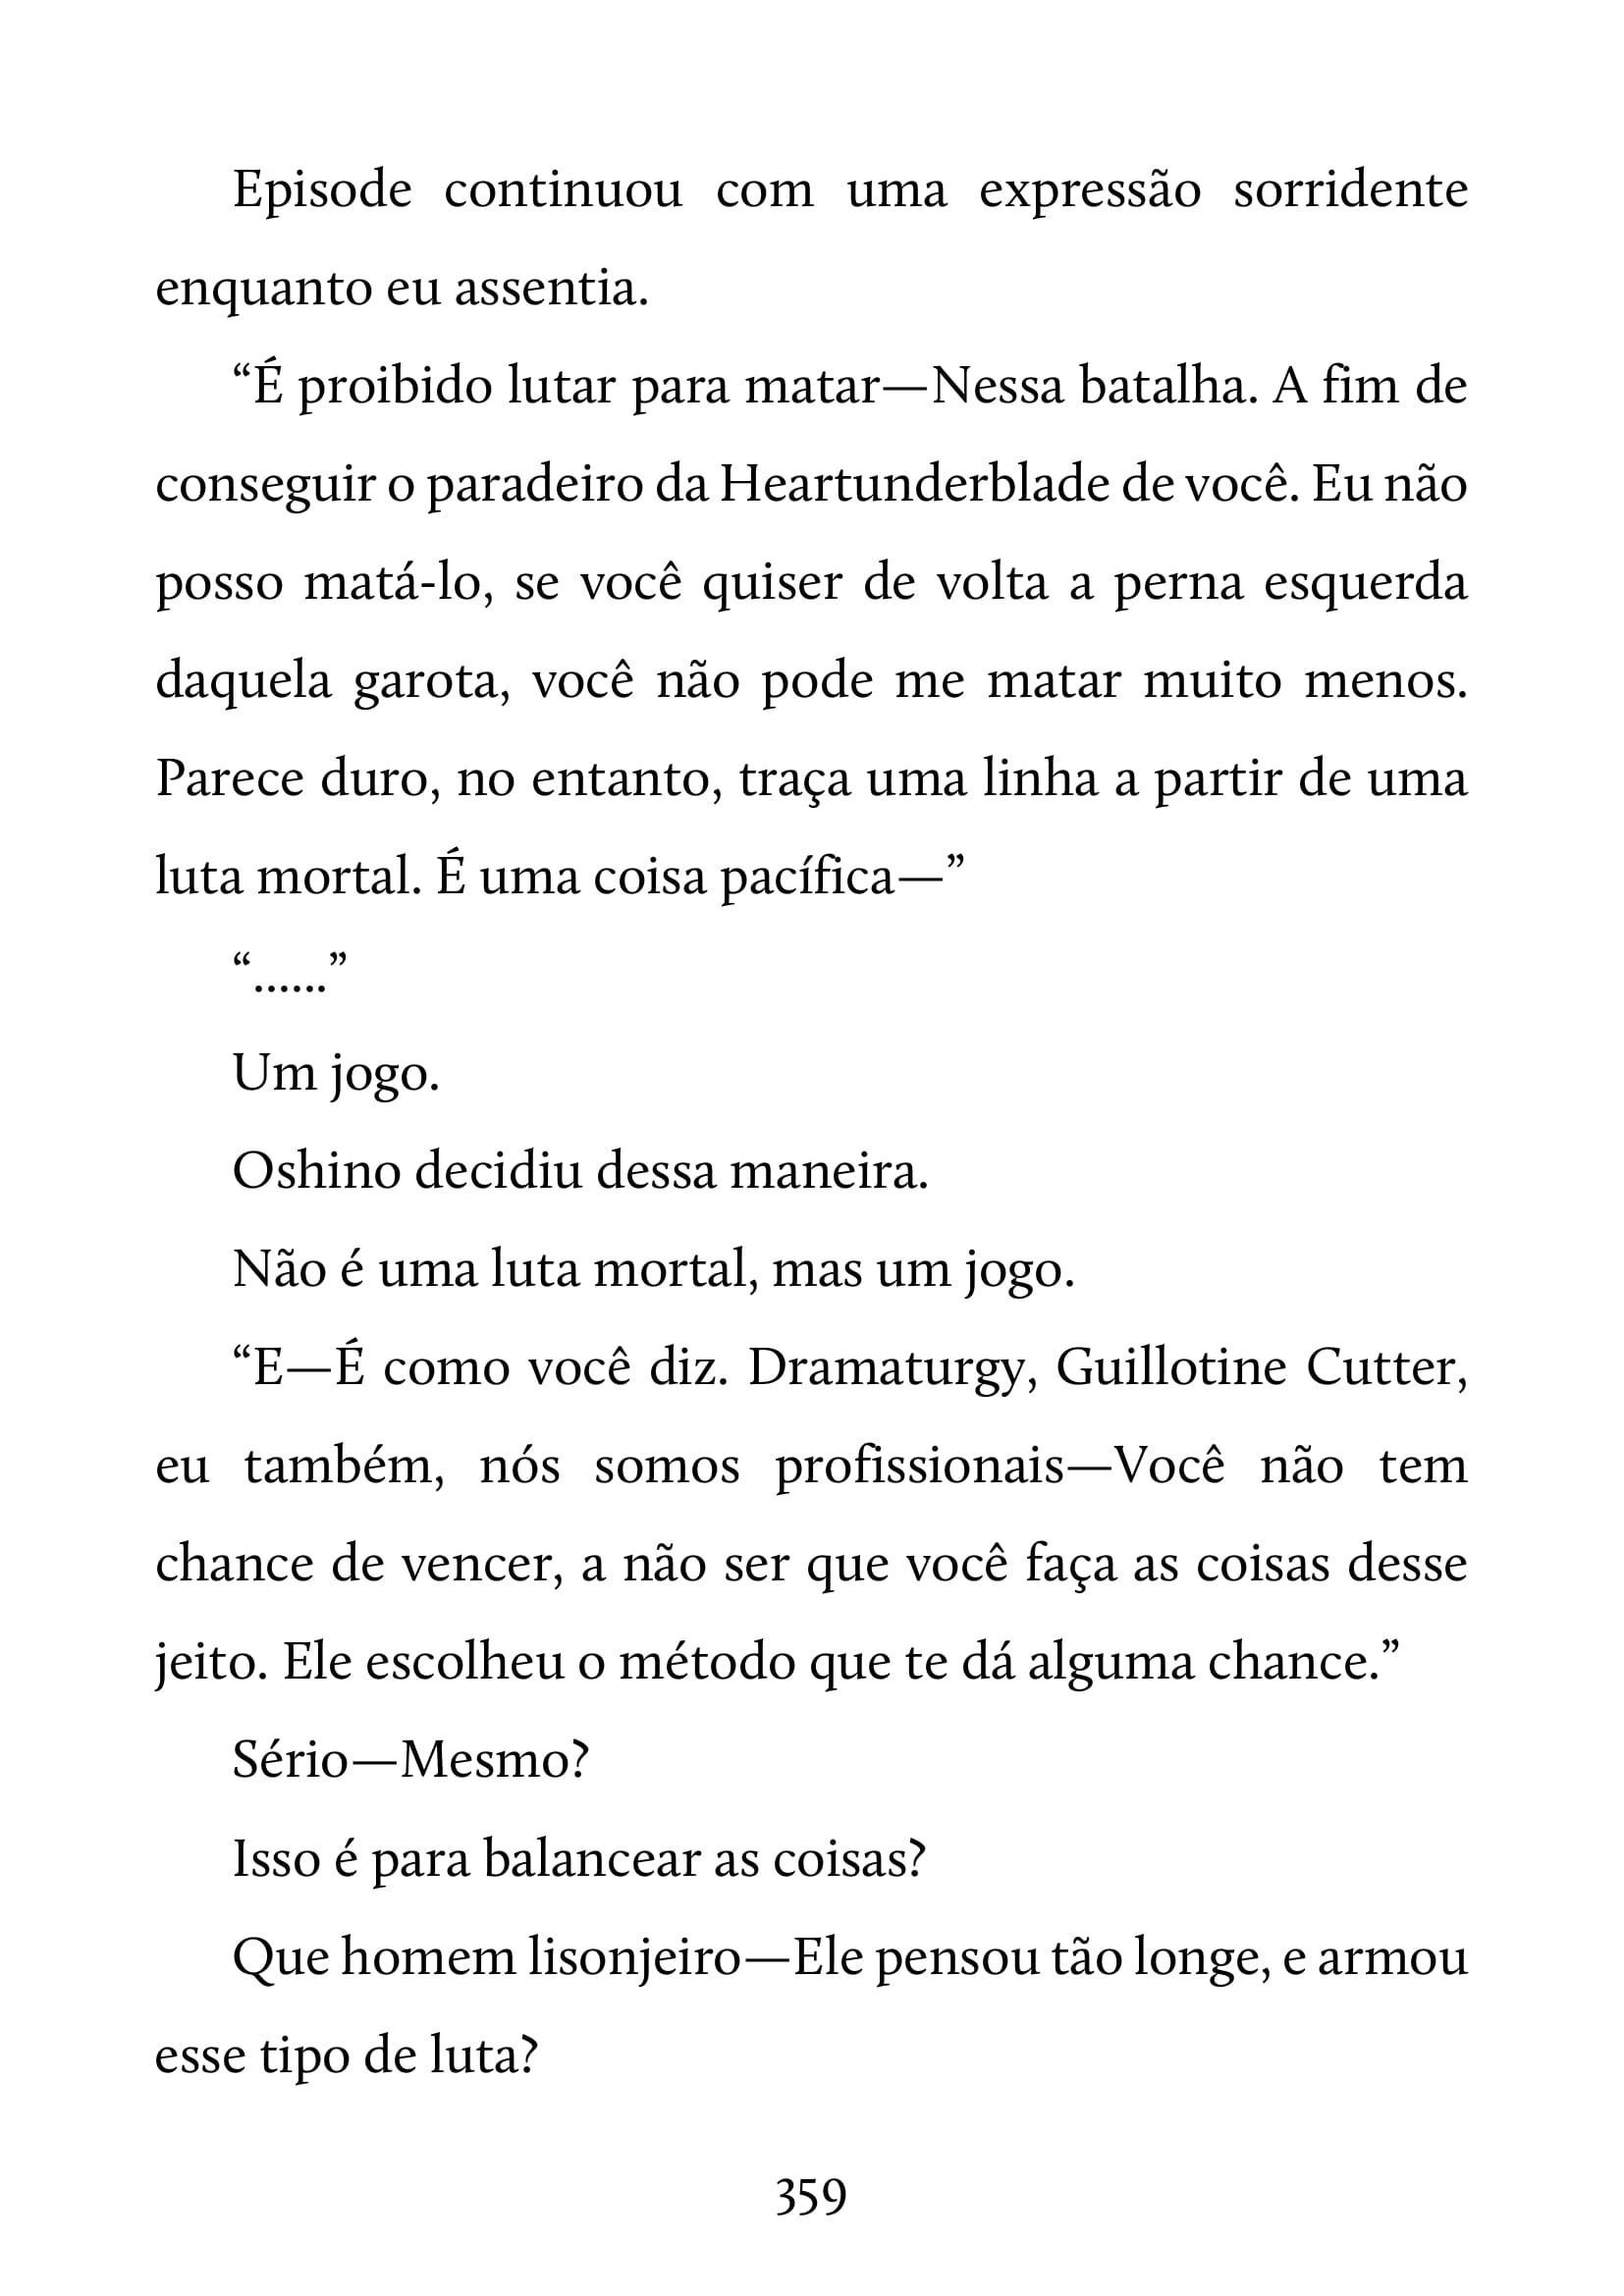 Episode continuou com uma expressão sorridente
enquanto eu assentia.
“É proibido lutar para matar—Nessa batalha. A fim de
conseguir o paradeiro da Heartunderblade de você. Eu não
posso matá-lo, se você quiser de volta a perna esquerda
daquela garota, você não pode me matar muito menos.
Parece duro, no entanto, traça uma linha a partir de uma
luta mortal. É uma coisa pacífica—”
“......”
Um jogo.
Oshino decidiu dessa maneira.
Não é uma luta mortal, mas um jogo.
“E—É como você diz. Dramaturgy, Guillotine Cutter,
eu também, nós somos profissionais—Você não tem
chance de vencer, a não ser que você faça as coisas desse
jeito. Ele escolheu o método que te dá alguma chance.”
Sério—Mesmo?
Isso é para balancear as coisas?
Que homem lisonjeiro—Ele pensou tão longe, e armou
esse tipo de luta?
359